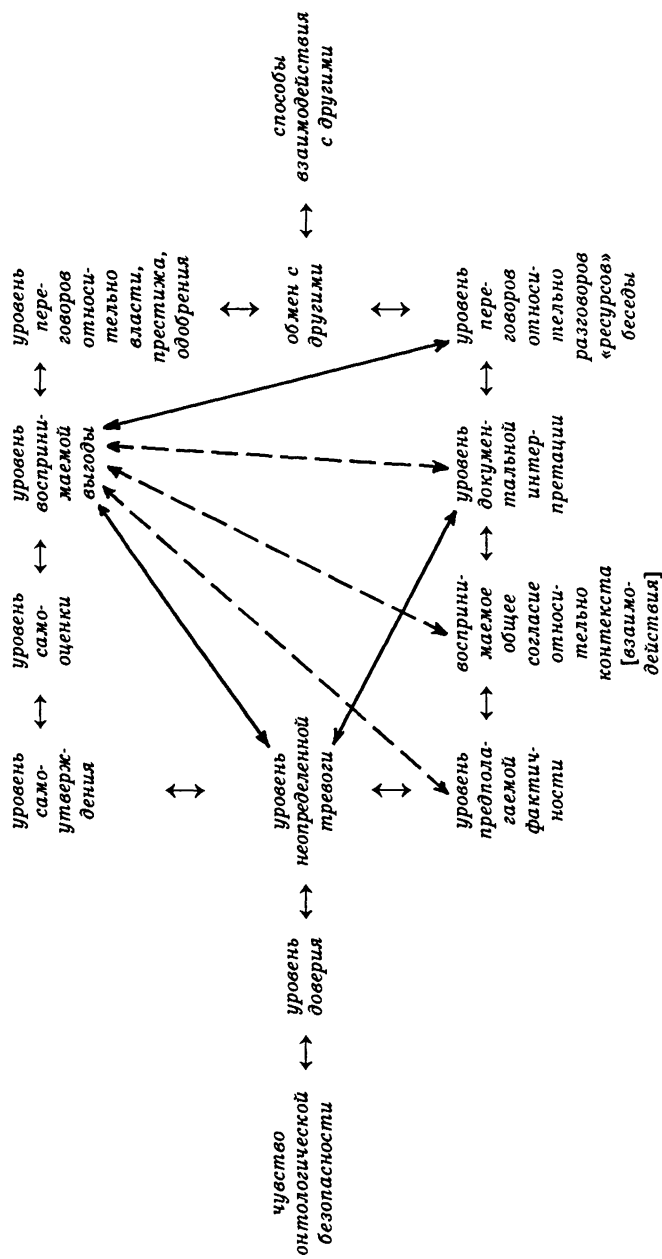 чувство
онтологической
безопасности
уровень
доверия
уровень
само-
утверж-
дения
уровень
неопределенной
тревоги
уровень
предпола-
гаемой
фактич-
ности
уровень
само-
оценки
восприни-
маемое
общее
согласие
относи-
тельно
контекста
[взаимо-
действия]
уровень
восприни-
маемой
выгоды
уровень
докумен-
тальной
интер-
претации
уровень
пере-
говоров
относи-
тельно
власти,
престижа,
одобрения
обмен с
другими
уровень
пере-
говоров
относи-
тельно
разговоров
«ресурсов»
беседы
способы
взаимодействия
с другими